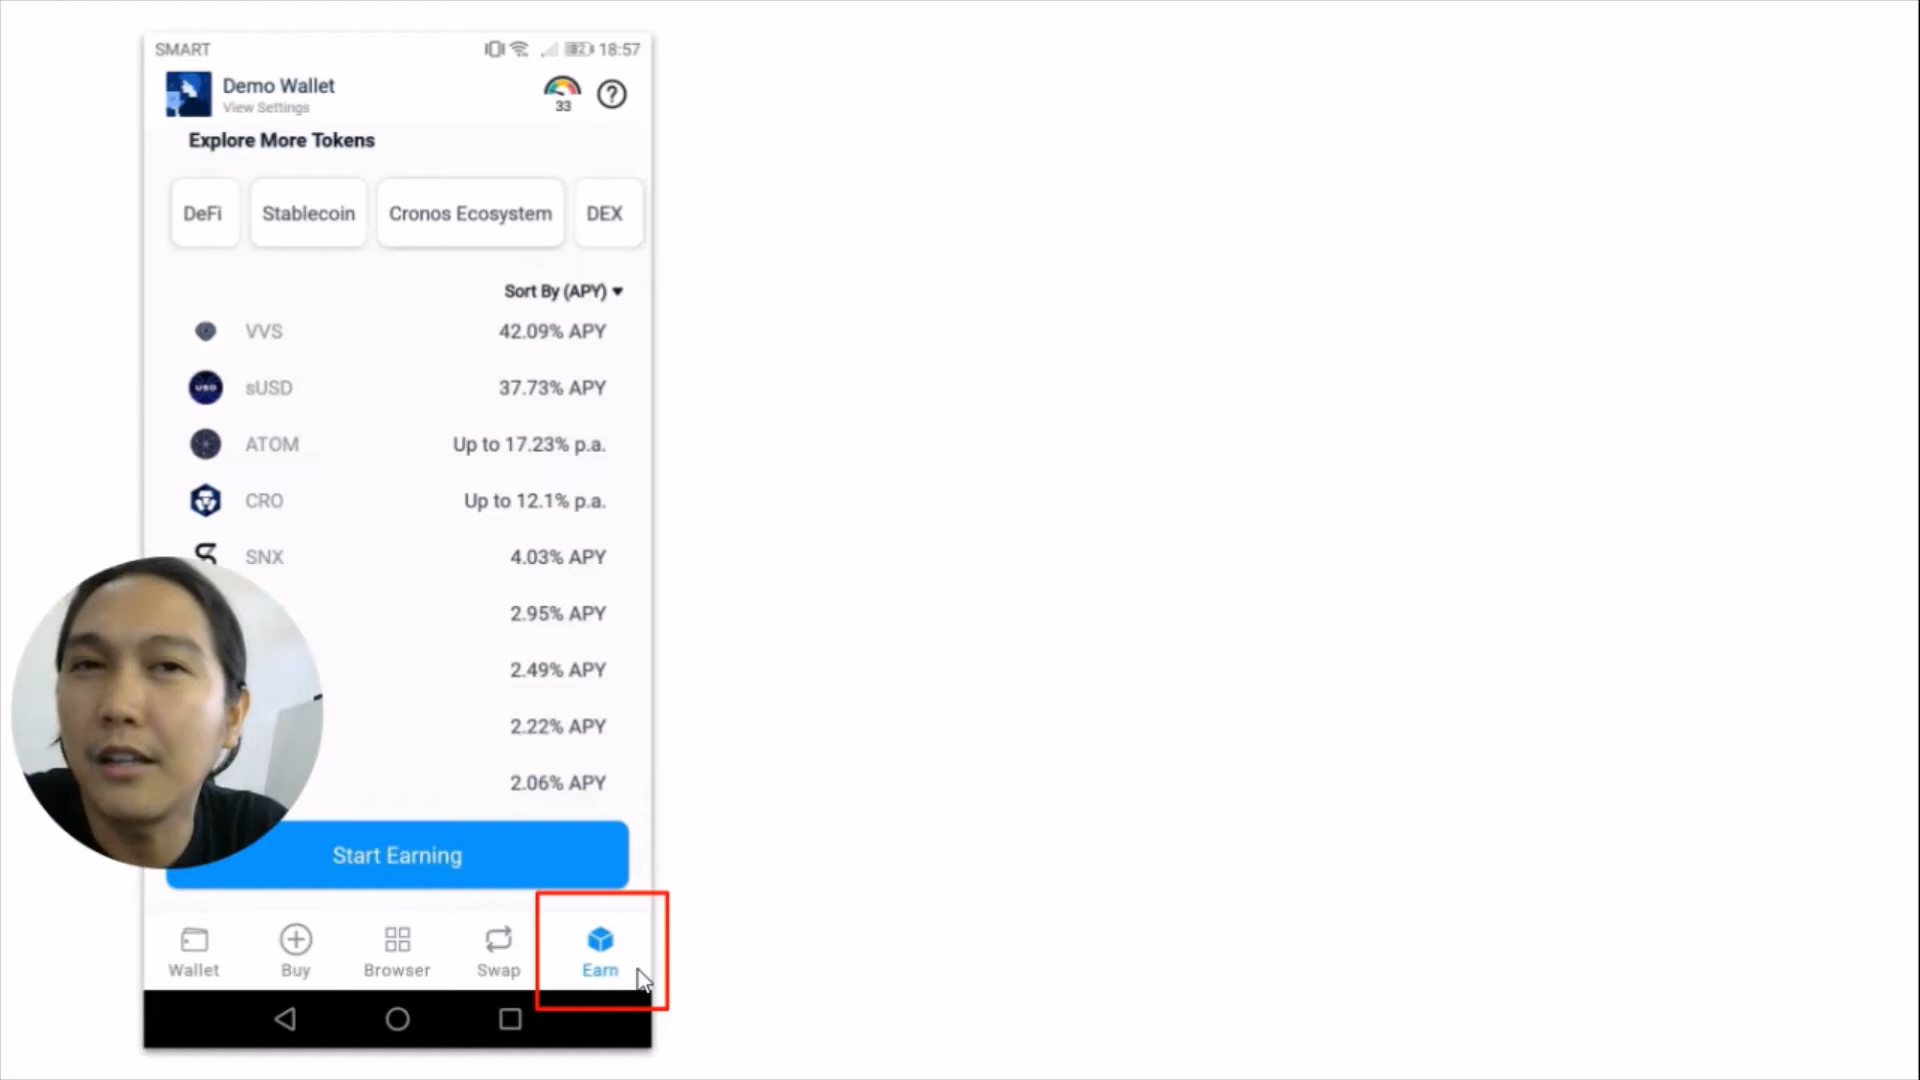 SMART 82 18:57
Demo Wallet
View Settings
33
?
Explore More Tokens
DeFi Stablecoin Cronos Ecosystem DEX
Sort By (APY)
VVS 42.09% APY
USD sUSD 37.73% APY
ATOM Up to 17.23% p.a.
CRO Up to 12.1% p.a.
SNX 4.03% APY
2.95% APY
2.49% APY
2.22% APY
2.06% APY
Start Earning
Wallet Buy Browser Swap Earn